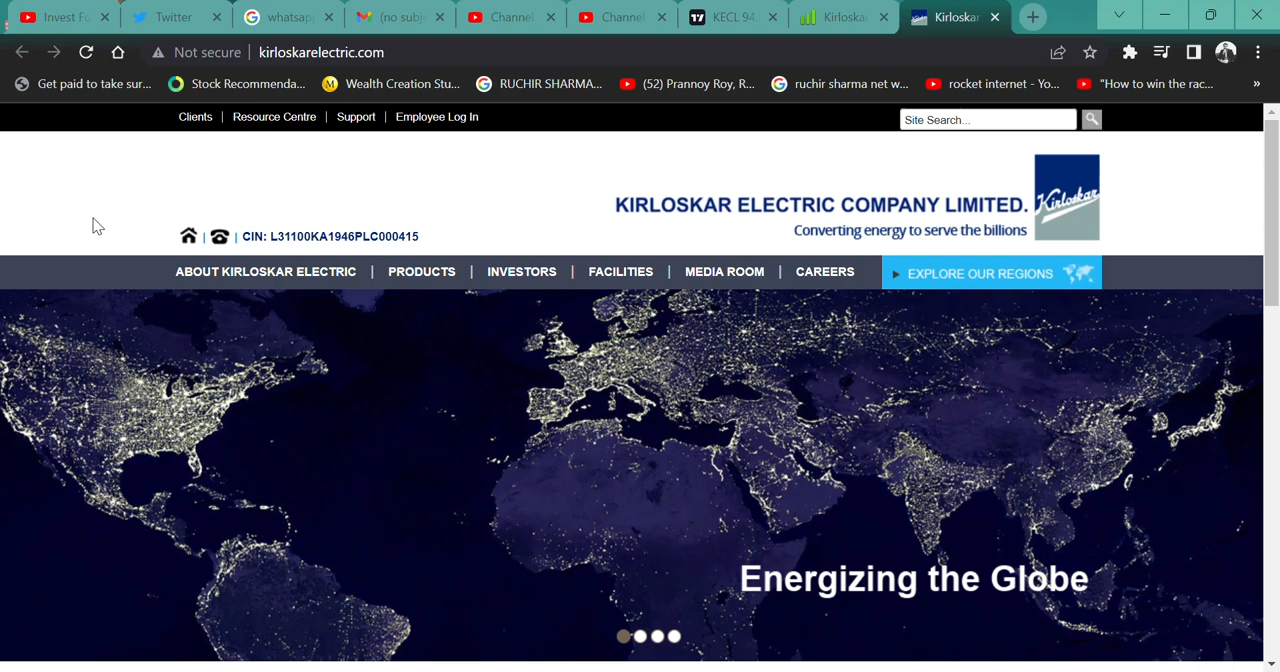 Invest Fo
Twitter
whatsap
(no subj
Channel
Channel
KECL 94.
Kirloskar
Kirloskar
Not secure
kirloskarelectric.com
Get paid to take sur...
Stock Recommenda...
M
Wealth Creation Stu...
RUCHIR SHARMA...
(52) Prannoy Roy, R...
ruchir sharma net w...
rocket internet - Yo...
"How to win the rac...
»
Clients | Resource Centre | Support | Employee Log In
Site Search...
KIRLOSKAR ELECTRIC COMPANY LIMITED.
Kirloskar
Converting energy to serve the billions
| | CIN: L31100KA1946PLC000415
ABOUT KIRLOSKAR ELECTRIC | PRODUCTS | INVESTORS | FACILITIES | MEDIA ROOM | CAREERS
EXPLORE OUR REGIONS
Energizing the Globe